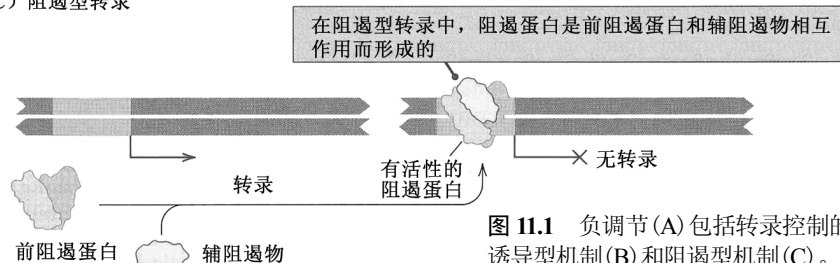 C）阻遏型转录
在阻遏型转录中，阻遏蛋白是前阻遏蛋白和辅阻遏物相互
作用而形成的
有活性的
阻遏蛋白
无转录
转录
前阻遏蛋白
辅阻遏物
图 11.1 负调节(A)包括转录控制的
诱导型机制(B)和阻遏型机制(C)。